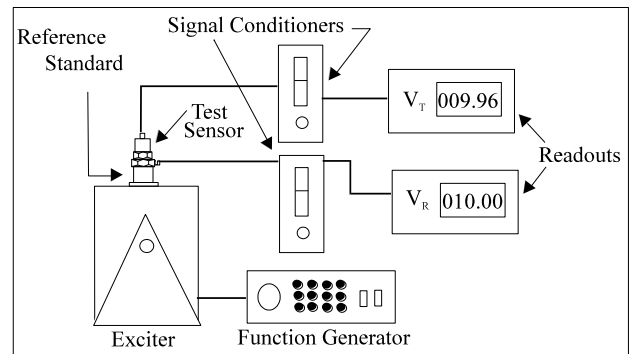 Signal Conditioners
Reference
Standard
Test
Sensor
V_T 009.96
Readouts
V_R 010.00
Exciter
Function Generator